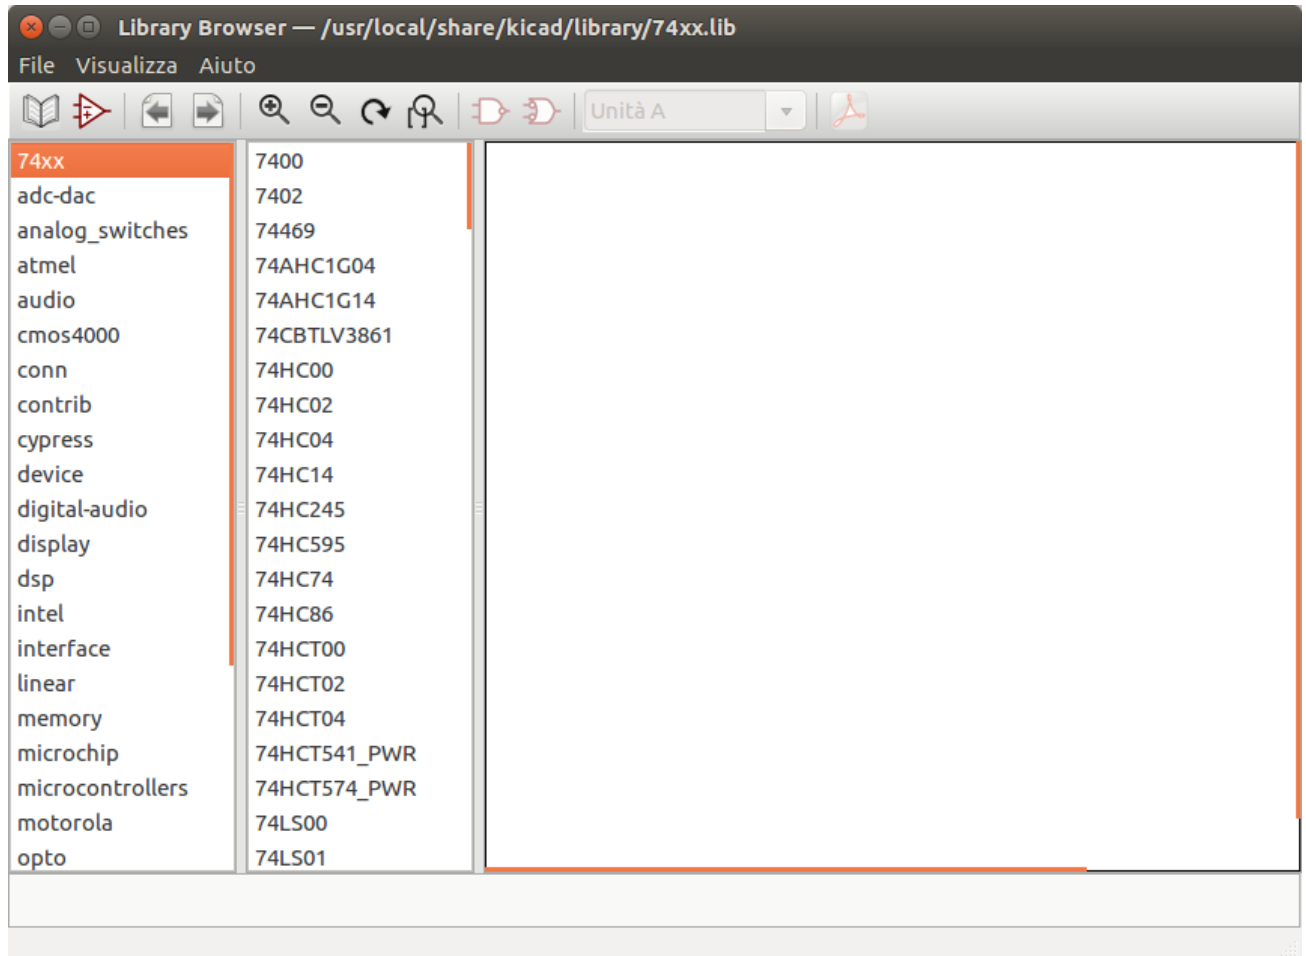 Library Browser — /usr/local/share/kicad/library/74xx.lib
File Visualizza Aiuto
Unità A
74xx
adc-dac
analog_switches
atmel
audio
cmos4000
conn
contrib
cypress
device
digital-audio
display
dsp
intel
interface
linear
memory
microchip
microcontrollers
motorola
opto
7400
7402
74469
74AHC1G04
74AHC1G14
74CBTLV3861
74HC00
74HC02
74HC04
74HC14
74HC245
74HC595
74HC74
74HC86
74HCT00
74HCT02
74HCT04
74HCT541_PWR
74HCT574_PWR
74LS00
74LS01